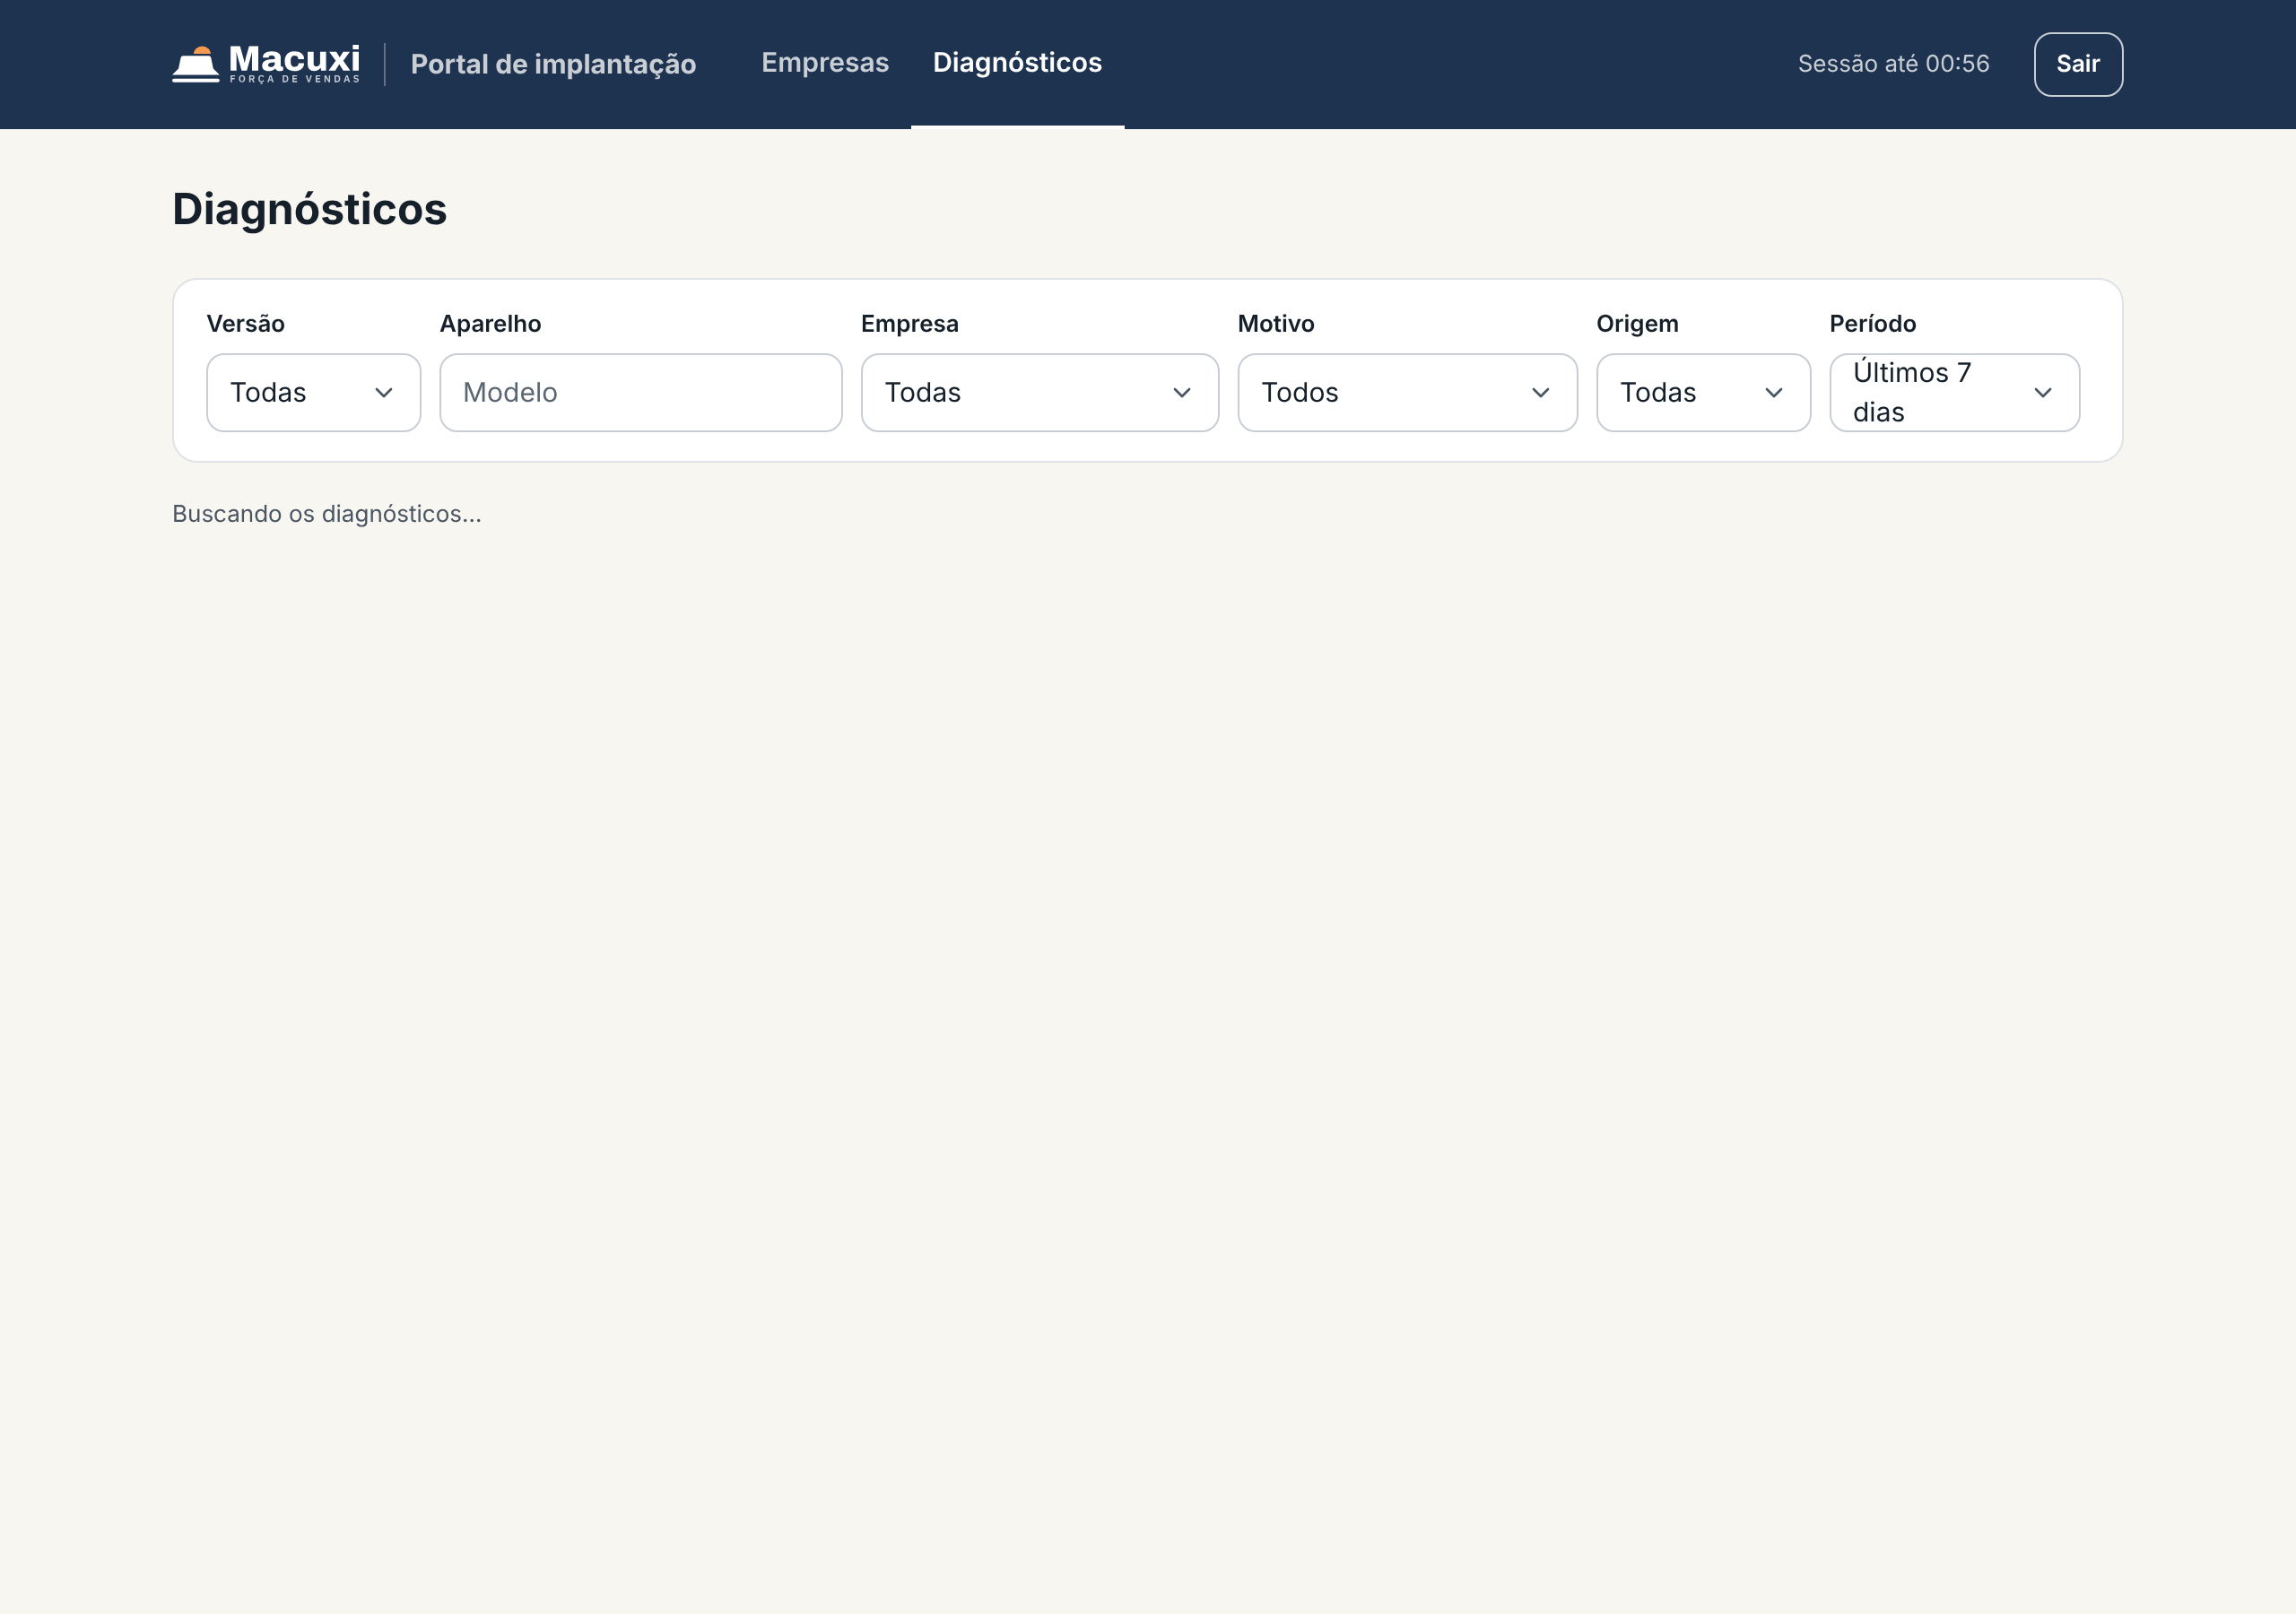 Macuxi
FORÇA DE VENDAS
Portal de implantação
Empresas
Diagnósticos
Sessão até 00:56
Sair
Diagnósticos
Versão
Todas
Aparelho
Modelo
Empresa
Todas
Motivo
Todos
Origem
Todas
Período
Últimos 7
dias
Buscando os diagnósticos...